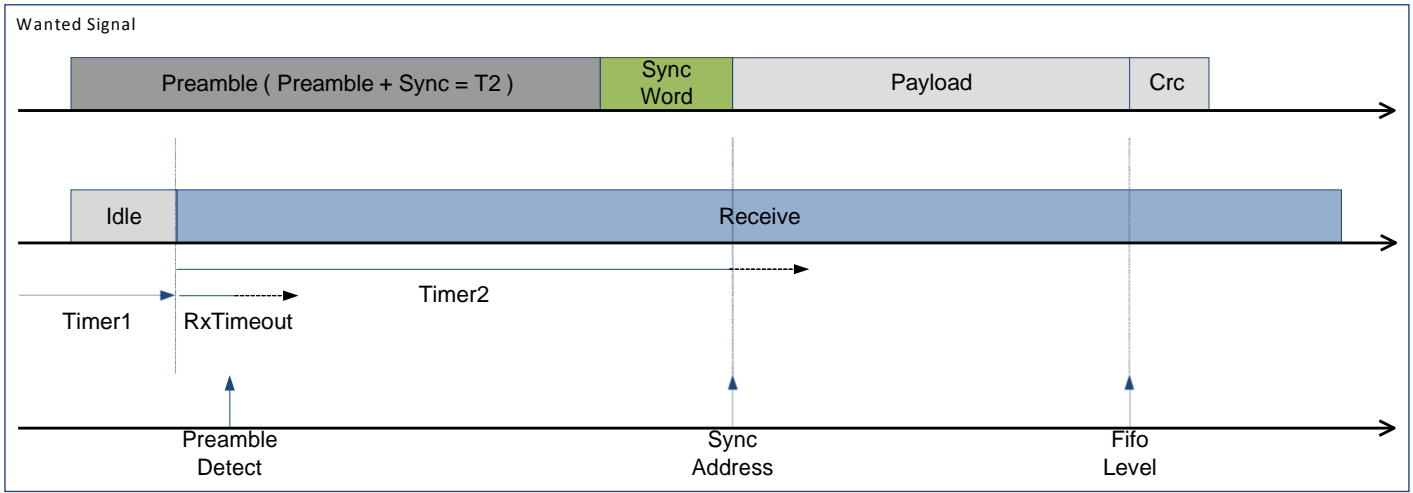 Wanted Signal
Preamble ( Preamble + Sync = T2 )
Sync
Word
Payload
Crc
Idle
Receive
Timer2
Timer1
RxTimeout
Preamble
Detect
Sync
Address
Fifo
Level